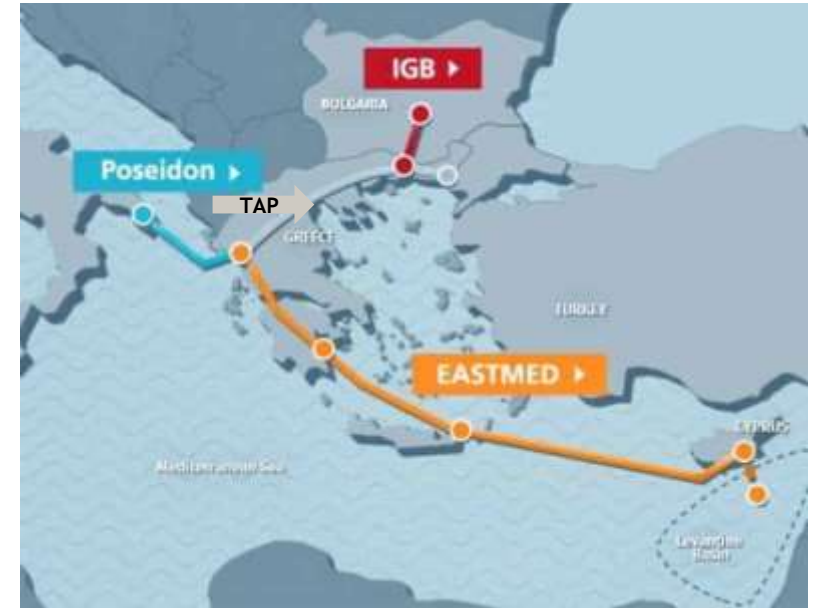 IGB
BULGARIA
Poseidon
TAP
GREECE
TURKEY
EASTMED
CYPRUS
Mediterranean Sea
Levantine
Basin